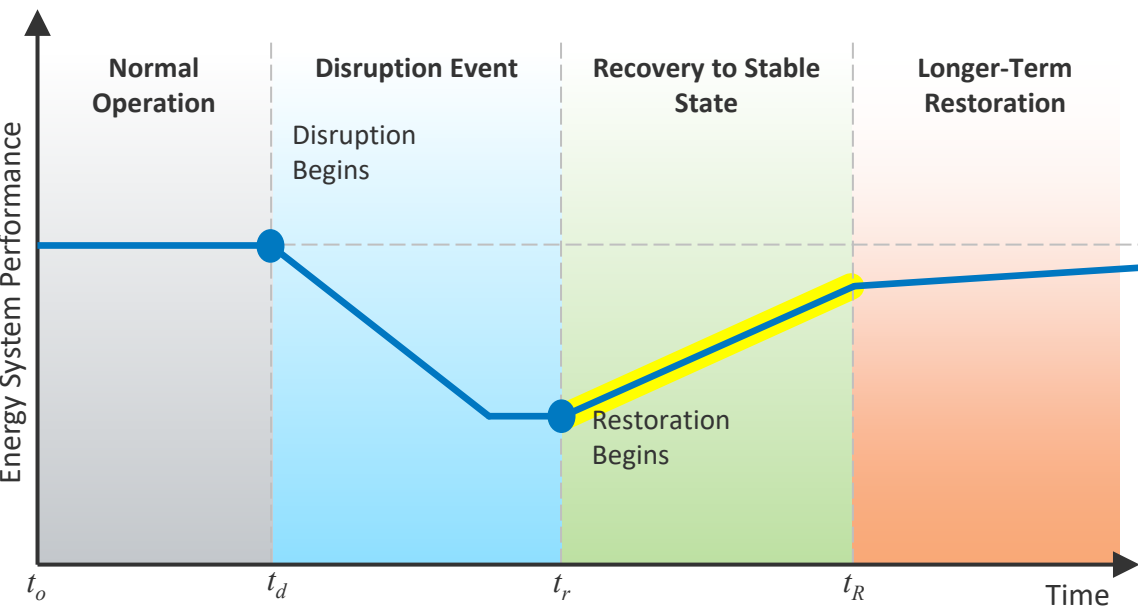 Normal
Operation
Disruption Event
Recovery to Stable
State
Longer-Term
Restoration
Disruption
Begins
Energy System Performance
Restoration
Begins
t_o
t_d
t_r
t_R
Time